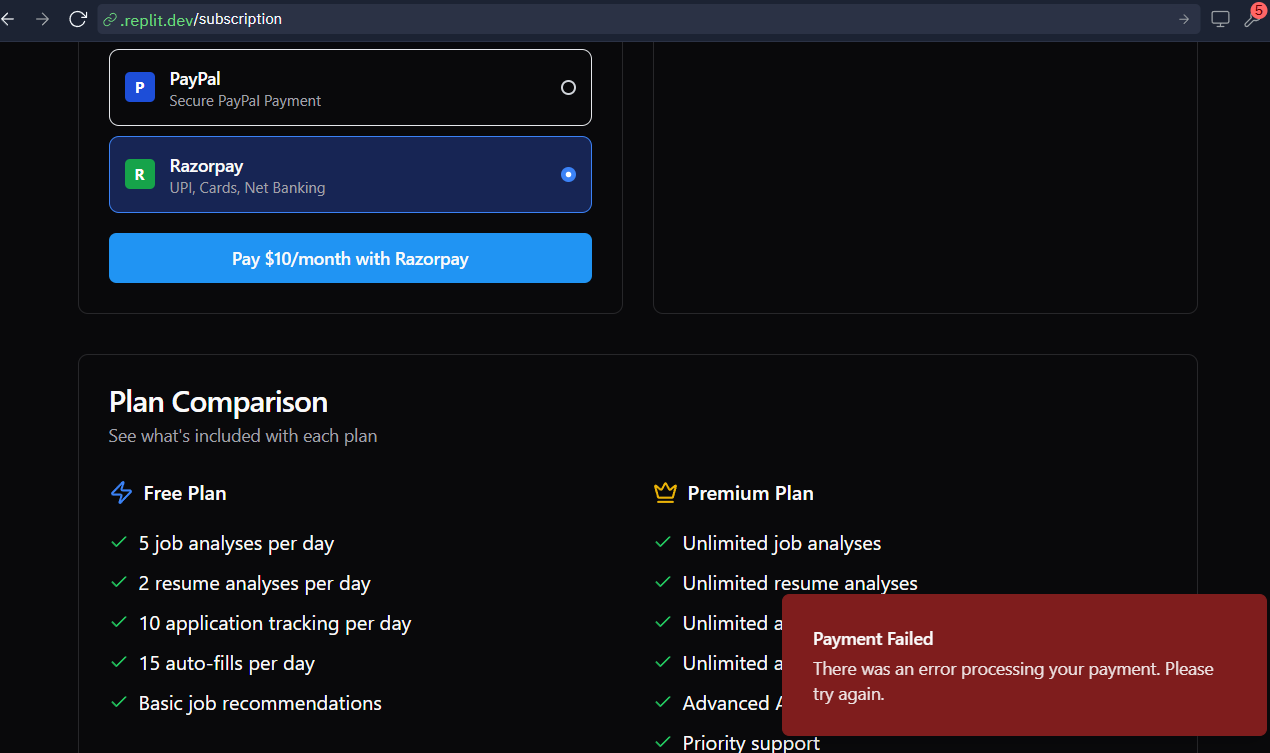 .replit.dev/subscription
5
P
PayPal
Secure PayPal Payment
R
Razorpay
UPI, Cards, Net Banking
Pay $10/month with Razorpay
Plan Comparison
See what's included with each plan
Free Plan
5 job analyses per day
2 resume analyses per day
10 application tracking per day
15 auto-fills per day
Basic job recommendations
Premium Plan
Unlimited job analyses
Unlimited resume analyses
Unlimited a
Unlimited a
Advanced A
Priority support
Payment Failed
There was an error processing your payment. Please
try again.